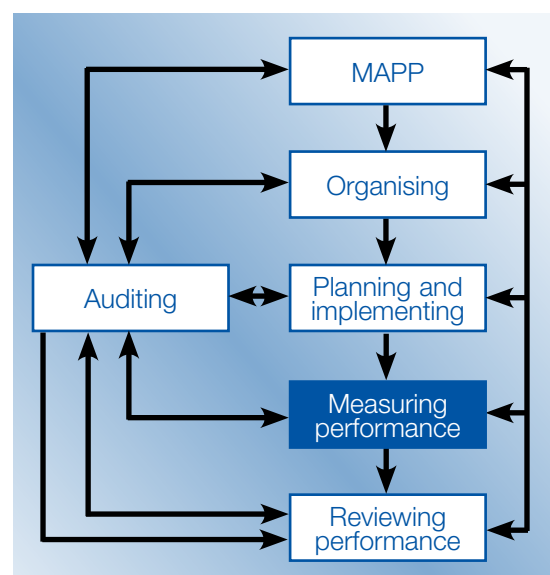 MAPP
Organising
Auditing
Planning and
implementing
Measuring
performance
Reviewing
performance